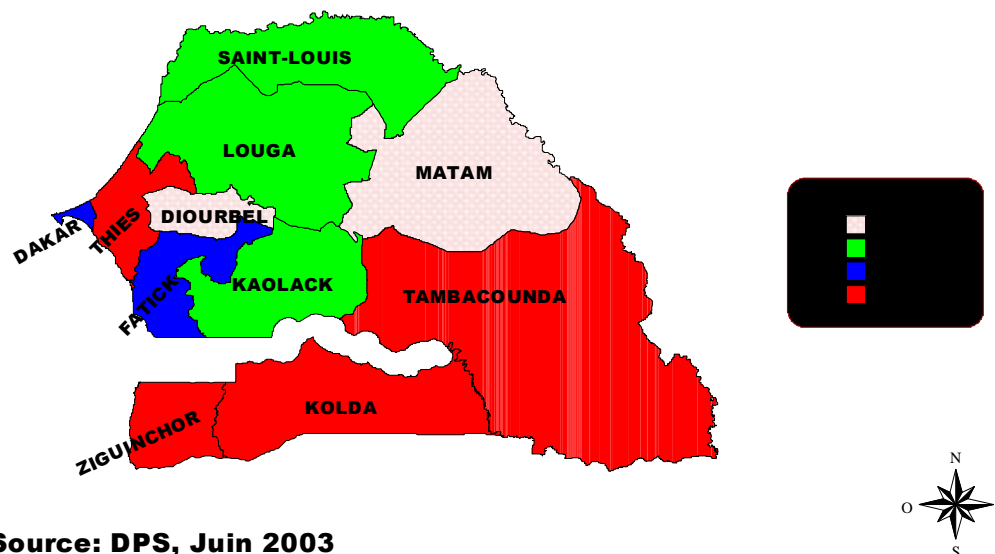 SAINT-LOUIS
LOUGA
MATAM
DIOURBEL
DAKAR
THIES
KAOLACK
FATICK
TAMBACOUNDA
KOLDA
ZIGUINCHOR
N
O
S
Source: DPS, Juin 2003